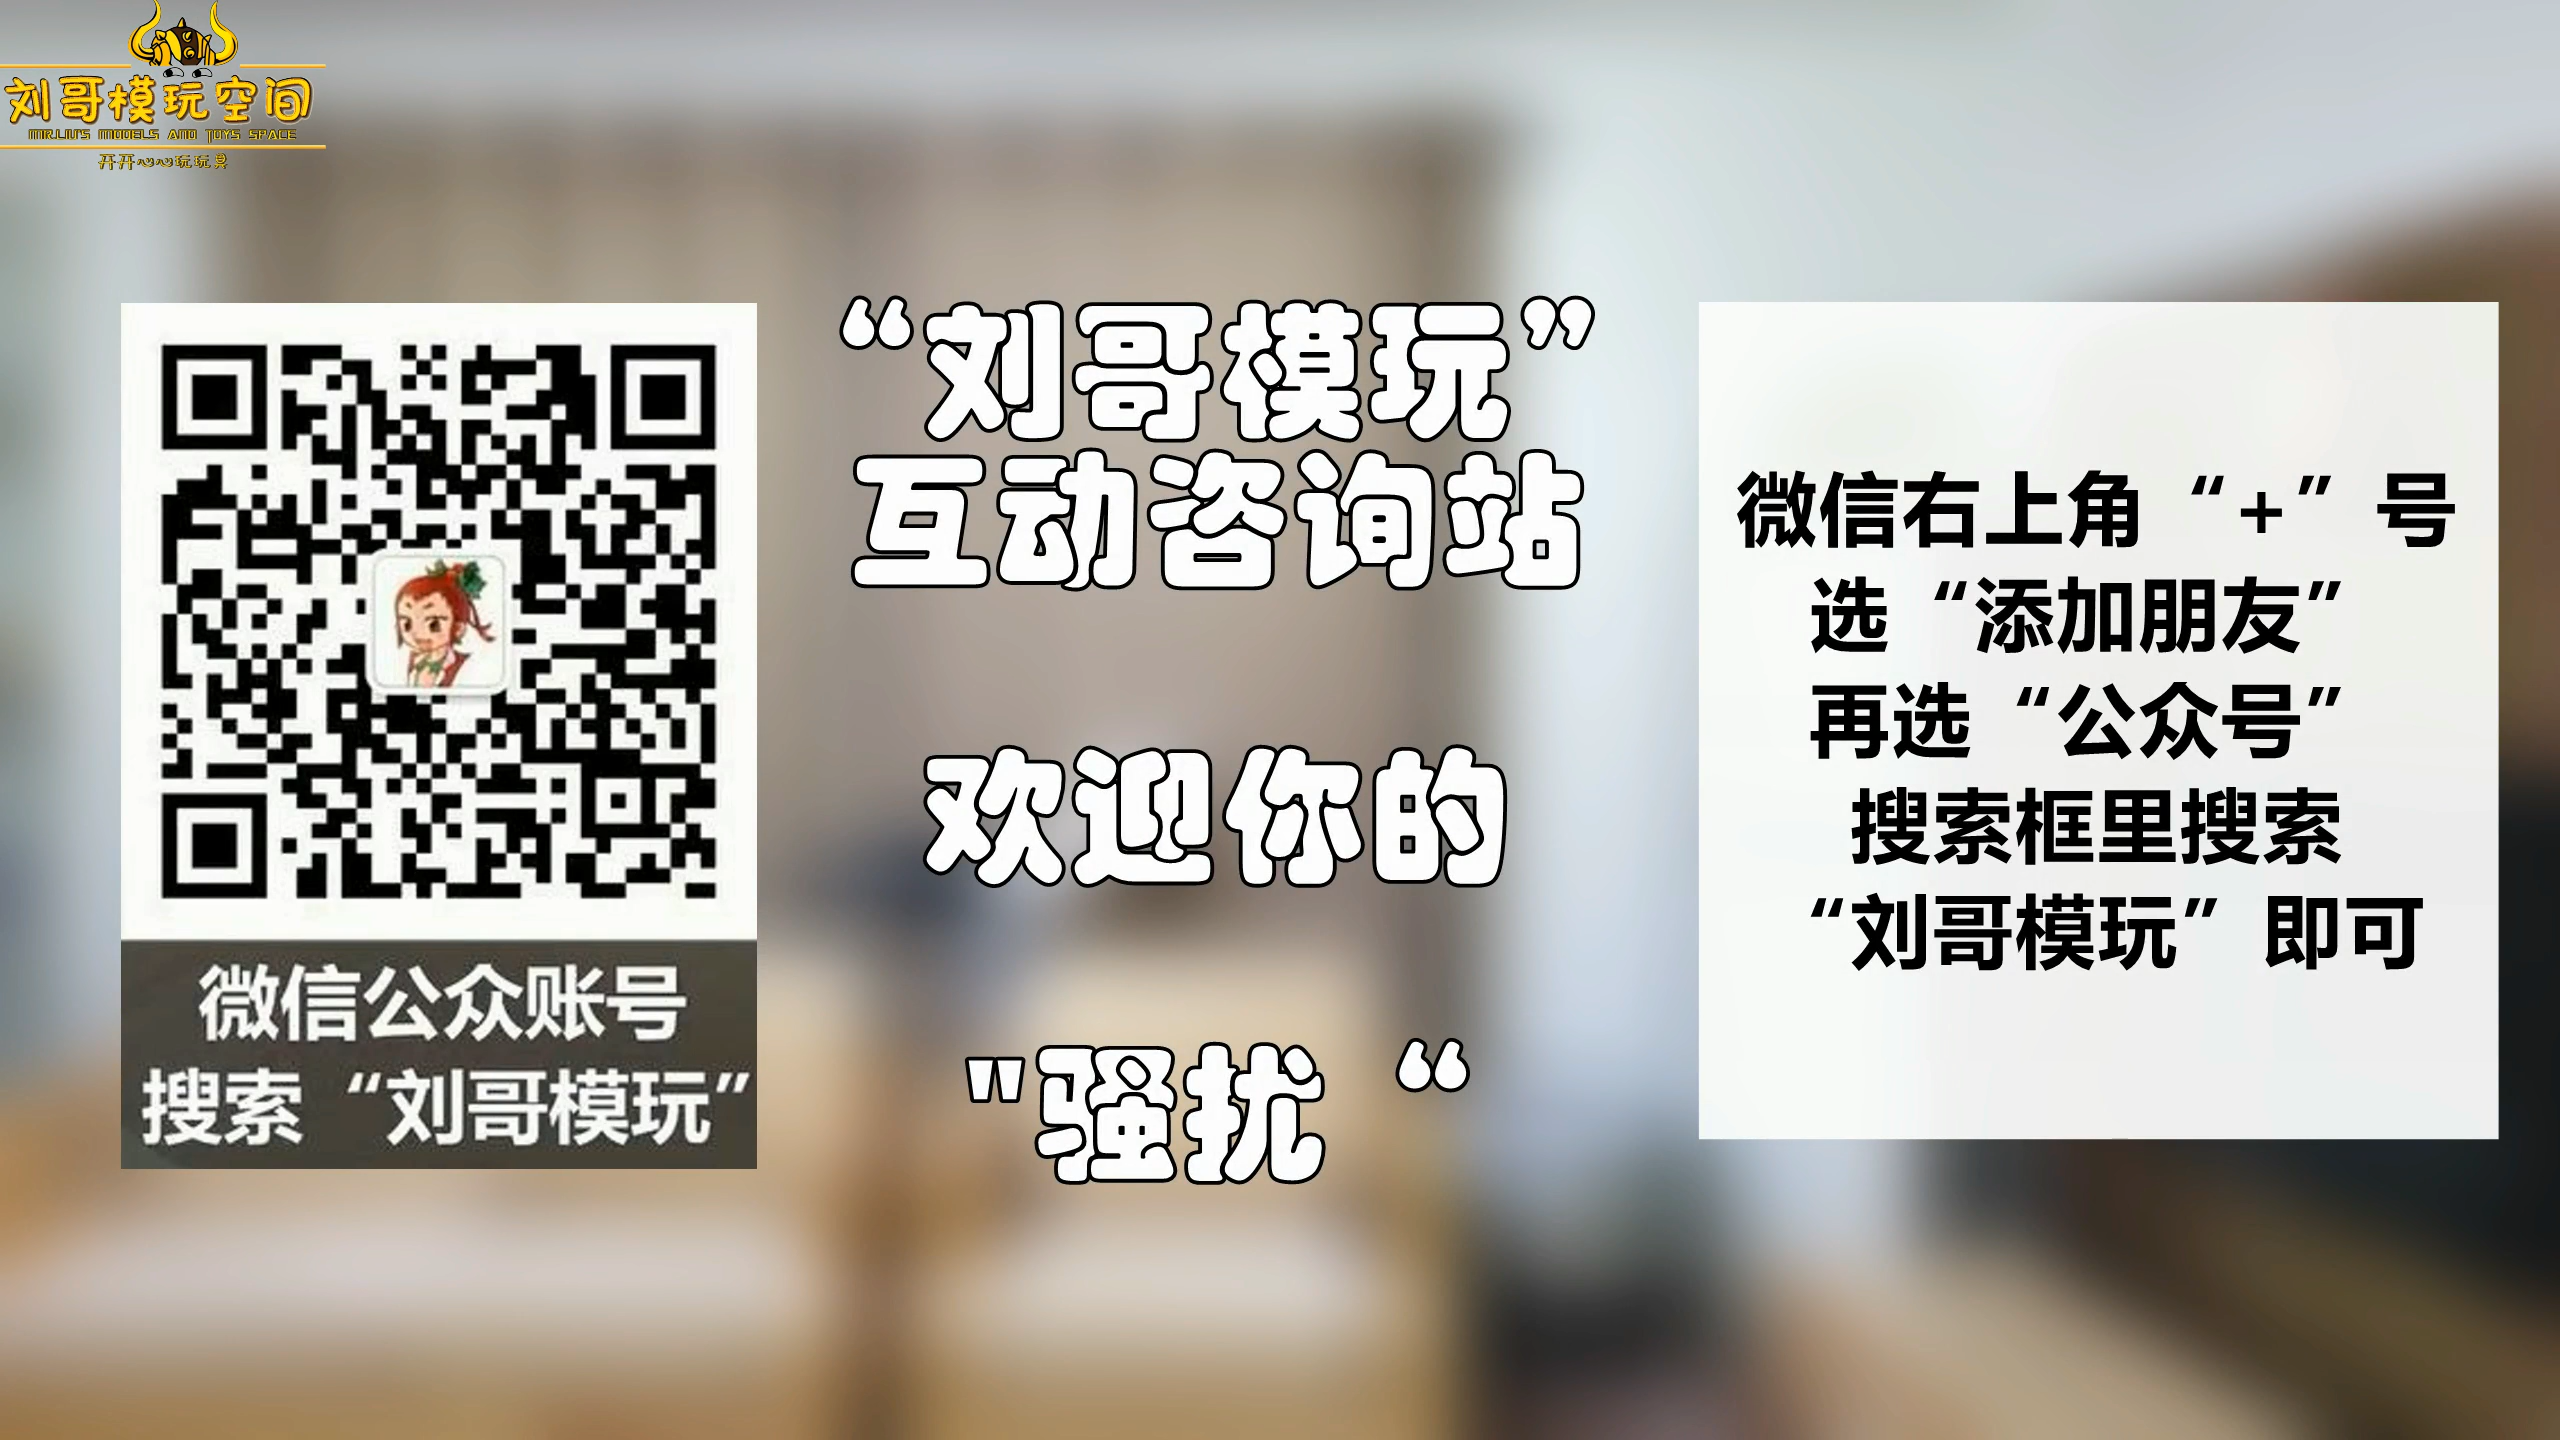 刘哥模玩空间
MR.LIU'S MODELS AND TOYS SPACE
开开心心玩玩具
“刘哥模玩”
互动咨询站
欢迎你的
"骚扰“
微信公众账号
搜索“刘哥模玩”
微信右上角“+”号
选“添加朋友”
再选“公众号”
搜索框里搜索
“刘哥模玩”即可